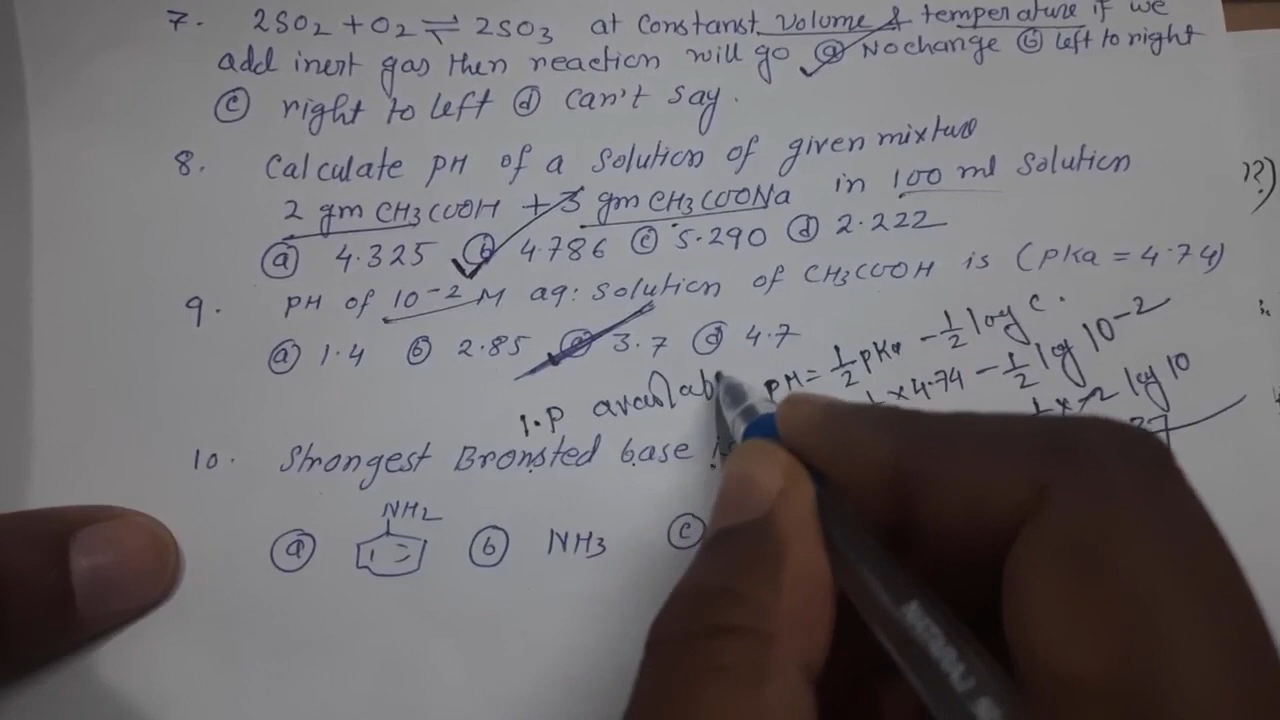 7. 2SO2 + O2 ⇌ 2SO3 at constanst volume & temperature if we
add inert gas then reaction will go ⓐ No change ⓑ left to right
ⓒ right to left ⓓ can't say.
8. Calculate PH of a solution of given mixture
2 gm CH3COOH + 3 gm CH3COONa in 100 ml solution
ⓐ 4.325 ⓑ 4.786 ⓒ 5.290 ⓓ 2.222
9. PH of 10-2 M aq: solution of CH3COOH is (pKa = 4.74)
ⓐ 1.4 ⓑ 2.85 ⓒ 3.7 ⓓ 4.7
PH = 1/2 pKa - 1/2 log C.
x 4.74 - 1/2 log 10-2
log 10
l.p availab
10. Strongest Bronsted base is
ⓐ NH2 ⓑ NH3 ⓒ
??)